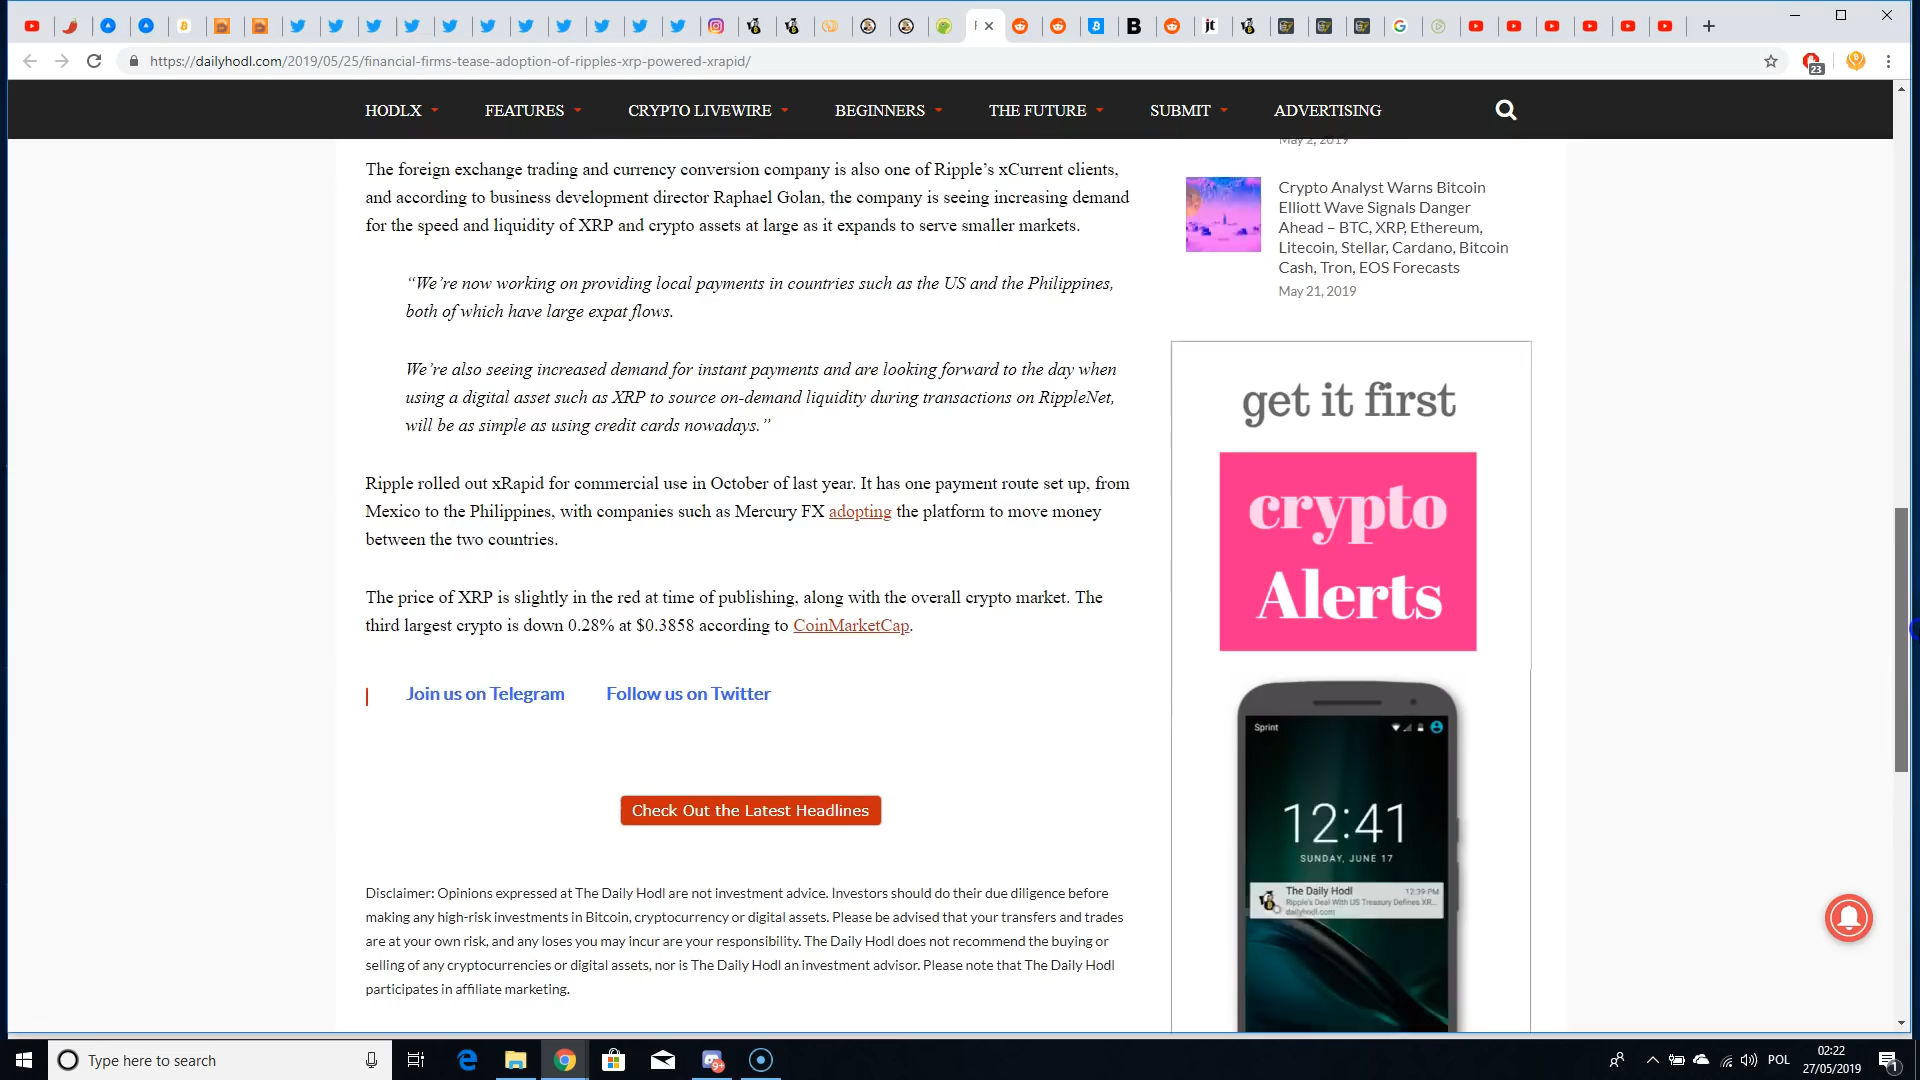 https://dailyhodl.com/2019/05/25/financial-firms-tease-adoption-of-ripples-xrp-powered-xrapid/
23
HODLX FEATURES CRYPTO LIVEWIRE BEGINNERS THE FUTURE SUBMIT ADVERTISING
The foreign exchange trading and currency conversion company is also one of Ripple’s xCurrent clients,
and according to business development director Raphael Golan, the company is seeing increasing demand
for the speed and liquidity of XRP and crypto assets at large as it expands to serve smaller markets.
“We’re now working on providing local payments in countries such as the US and the Philippines,
both of which have large expat flows.
We’re also seeing increased demand for instant payments and are looking forward to the day when
using a digital asset such as XRP to source on-demand liquidity during transactions on RippleNet,
will be as simple as using credit cards nowadays.”
Ripple rolled out xRapid for commercial use in October of last year. It has one payment route set up, from
Mexico to the Philippines, with companies such as Mercury FX adopting the platform to move money
between the two countries.
The price of XRP is slightly in the red at time of publishing, along with the overall crypto market. The
third largest crypto is down 0.28% at $0.3858 according to CoinMarketCap.
Join us on Telegram Follow us on Twitter
Check Out the Latest Headlines
Disclaimer: Opinions expressed at The Daily Hodl are not investment advice. Investors should do their due diligence before
making any high-risk investments in Bitcoin, cryptocurrency or digital assets. Please be advised that your transfers and trades
are at your own risk, and any loses you may incur are your responsibility. The Daily Hodl does not recommend the buying or
selling of any cryptocurrencies or digital assets, nor is The Daily Hodl an investment advisor. Please note that The Daily Hodl
participates in affiliate marketing.
May 2, 2019
Crypto Analyst Warns Bitcoin
Elliott Wave Signals Danger
Ahead – BTC, XRP, Ethereum,
Litecoin, Stellar, Cardano, Bitcoin
Cash, Tron, EOS Forecasts
May 21, 2019
get it first
crypto
Alerts
Sprint
12:41
SUNDAY, JUNE 17
The Daily Hodl 12:39 PM
Ripple's Deal With US Treasury Defines XR...
dailyhodl.com
Type here to search
9+
POL
02:22
27/05/2019
1